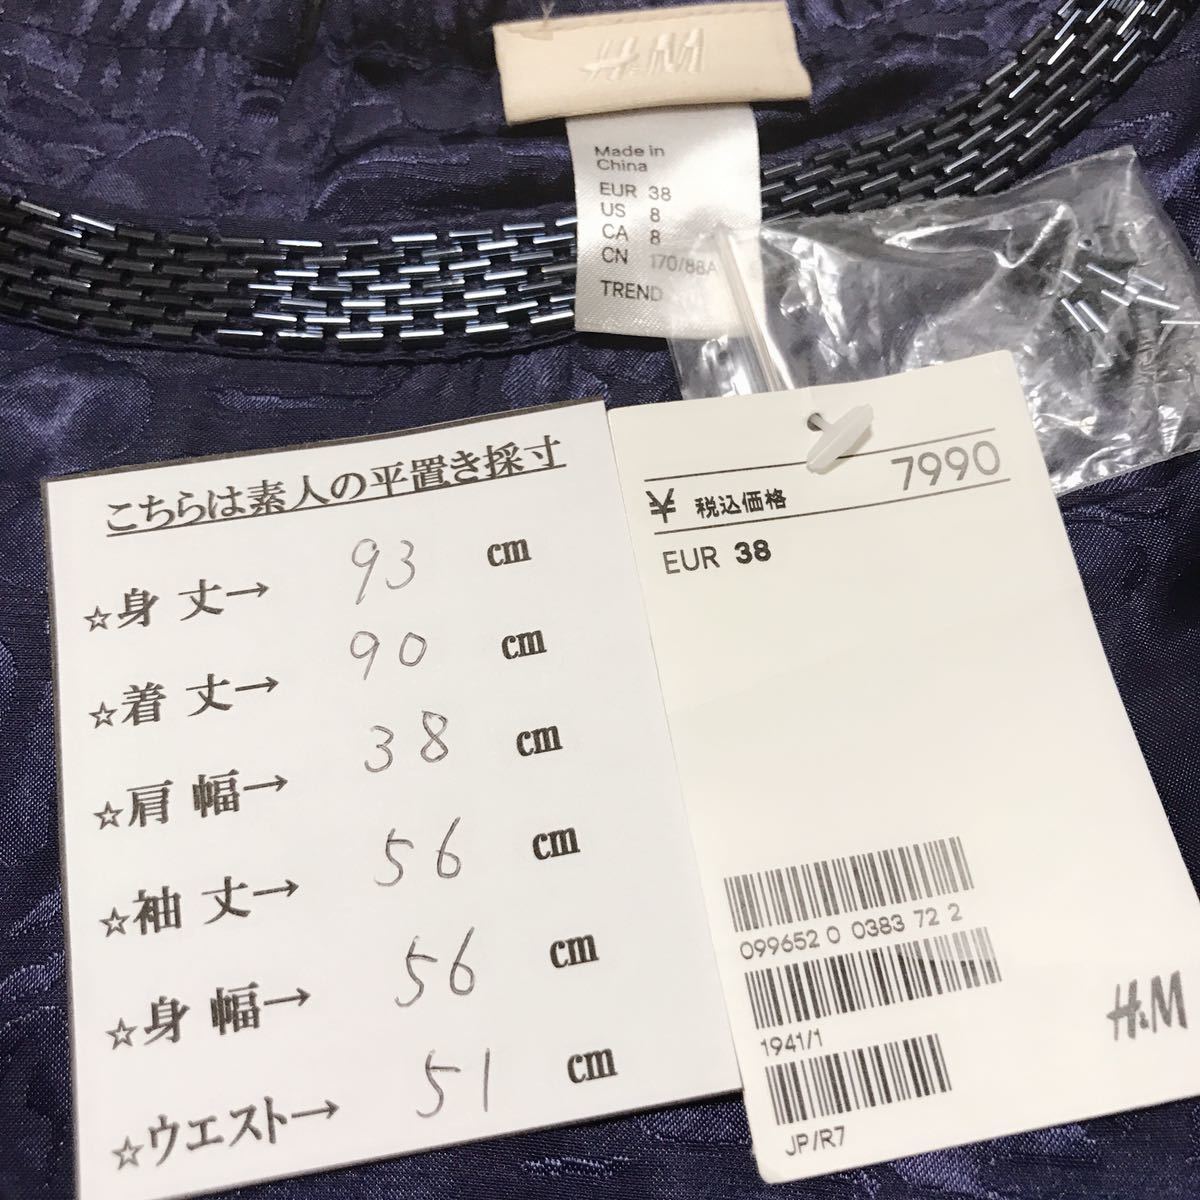 H&M
Made in
China
EUR 38
US 8
CA 8
CN 170/88A
TREND
こちらは素人の平置き採寸
☆身 丈→ 93 cm
☆着 丈→ 90 cm
☆肩 幅→ 38 cm
☆袖 丈→ 56 cm
☆身 幅→ 56 cm
☆ウエスト→ 51 cm
¥ 税込価格 7990
EUR 38
099652 0 0383 72 2
1941/1
JP/R7
H&M